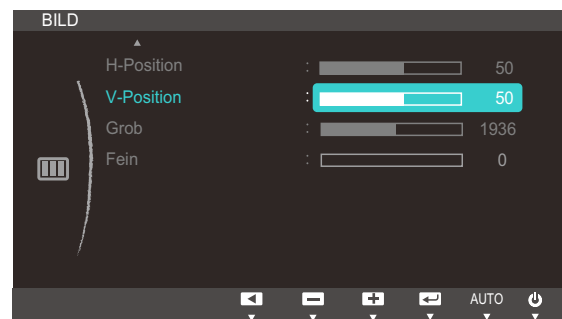 BILD
H-Position : 50
V-Position : 50
Grob : 1936
Fein : 0
AUTO